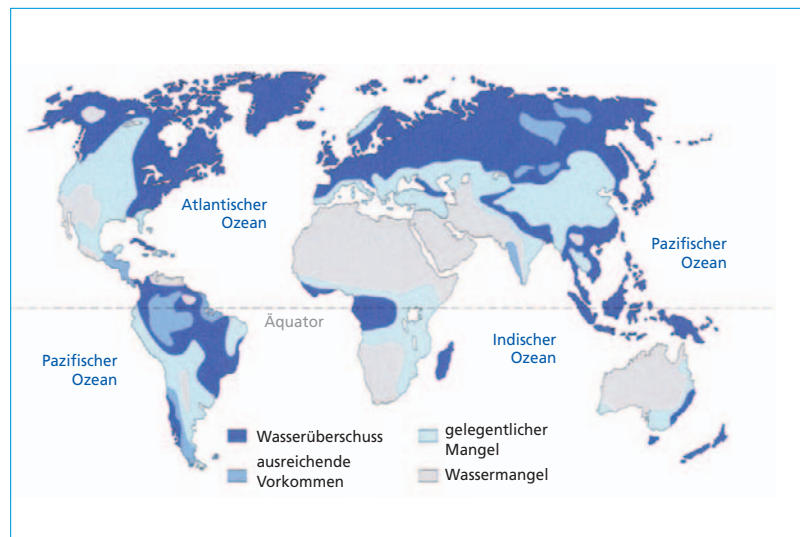 Atlantischer
Ozean
Pazifischer
Ozean
Äquator
Indischer
Ozean
Pazifischer
Ozean
Wasserüberschuss
ausreichende
Vorkommen
gelegentlicher
Mangel
Wassermangel